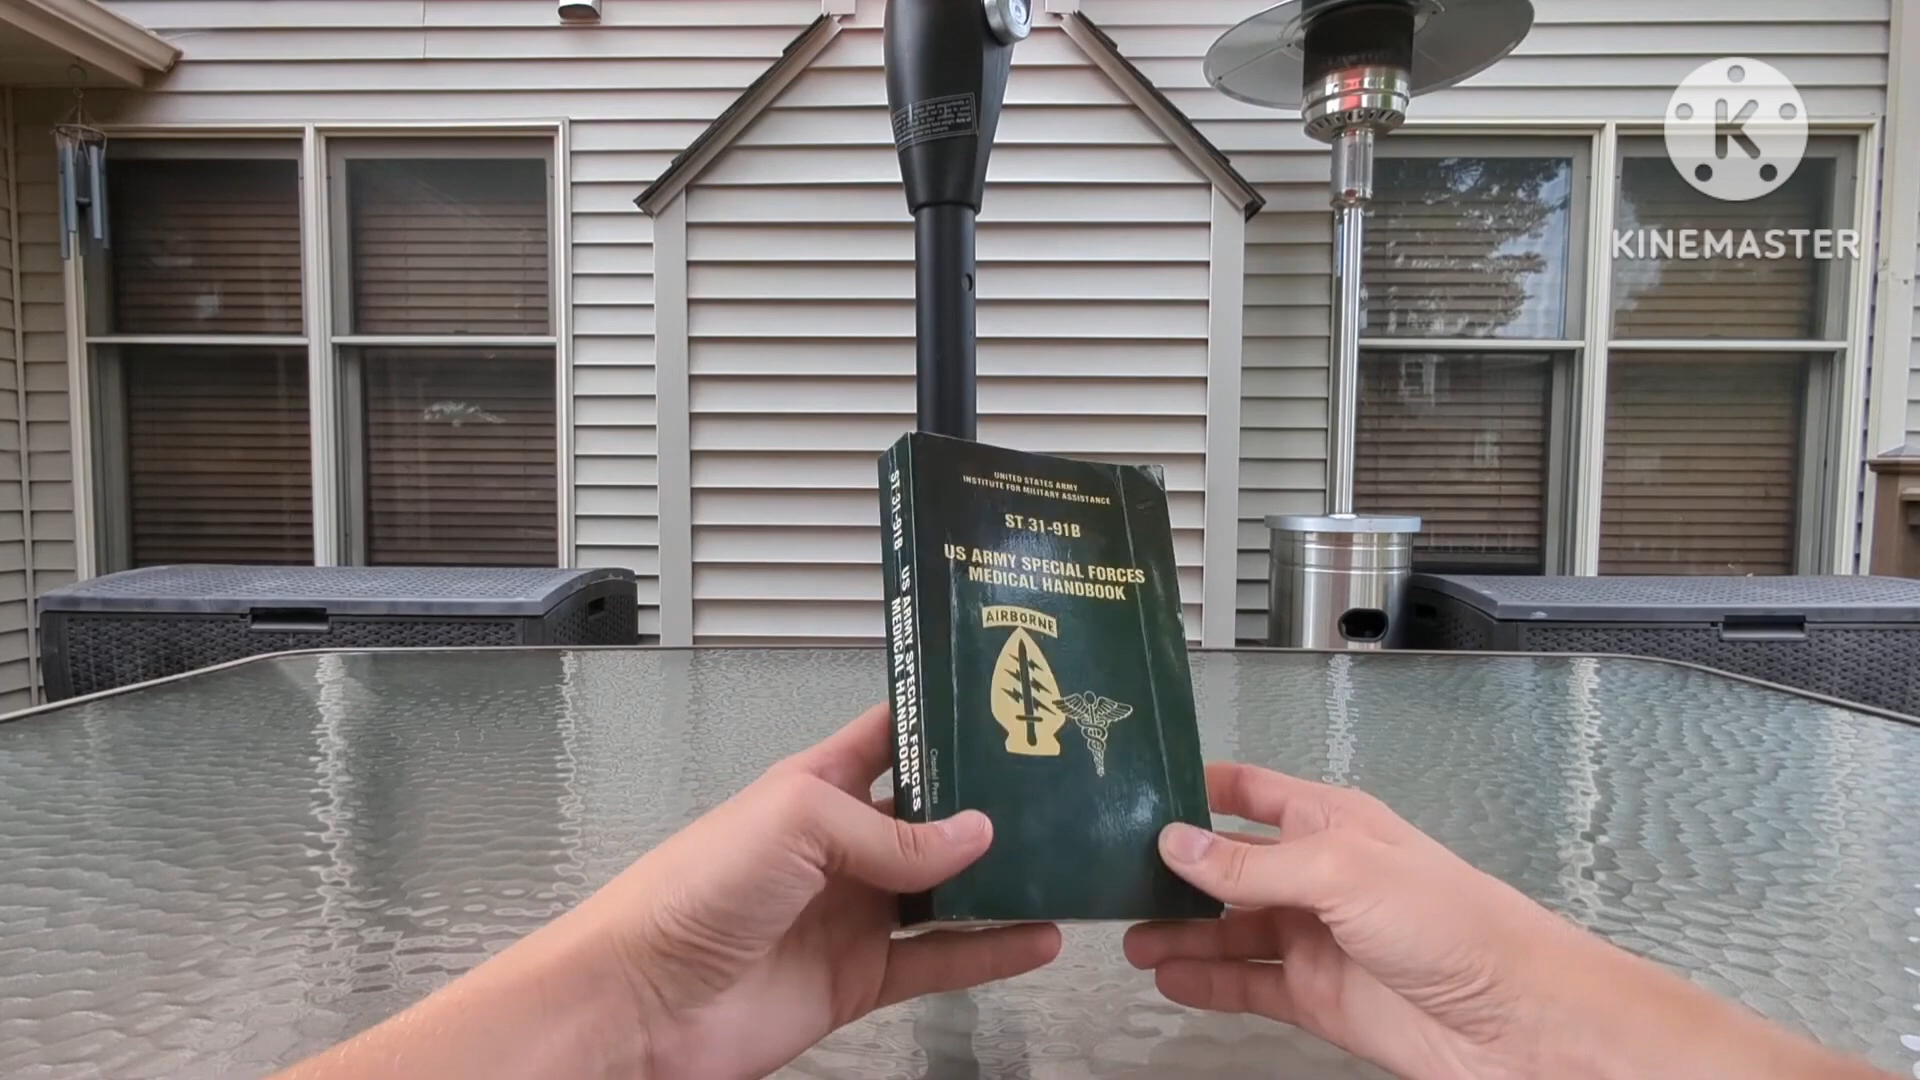 K
KINEMASTER
UNITED STATES ARMY
INSTITUTE FOR MILITARY ASSISTANCE
ST 31-91B
US ARMY SPECIAL FORCES
MEDICAL HANDBOOK
AIRBORNE
ST 31-91B US ARMY SPECIAL FORCES
MEDICAL HANDBOOK
Citadel Press